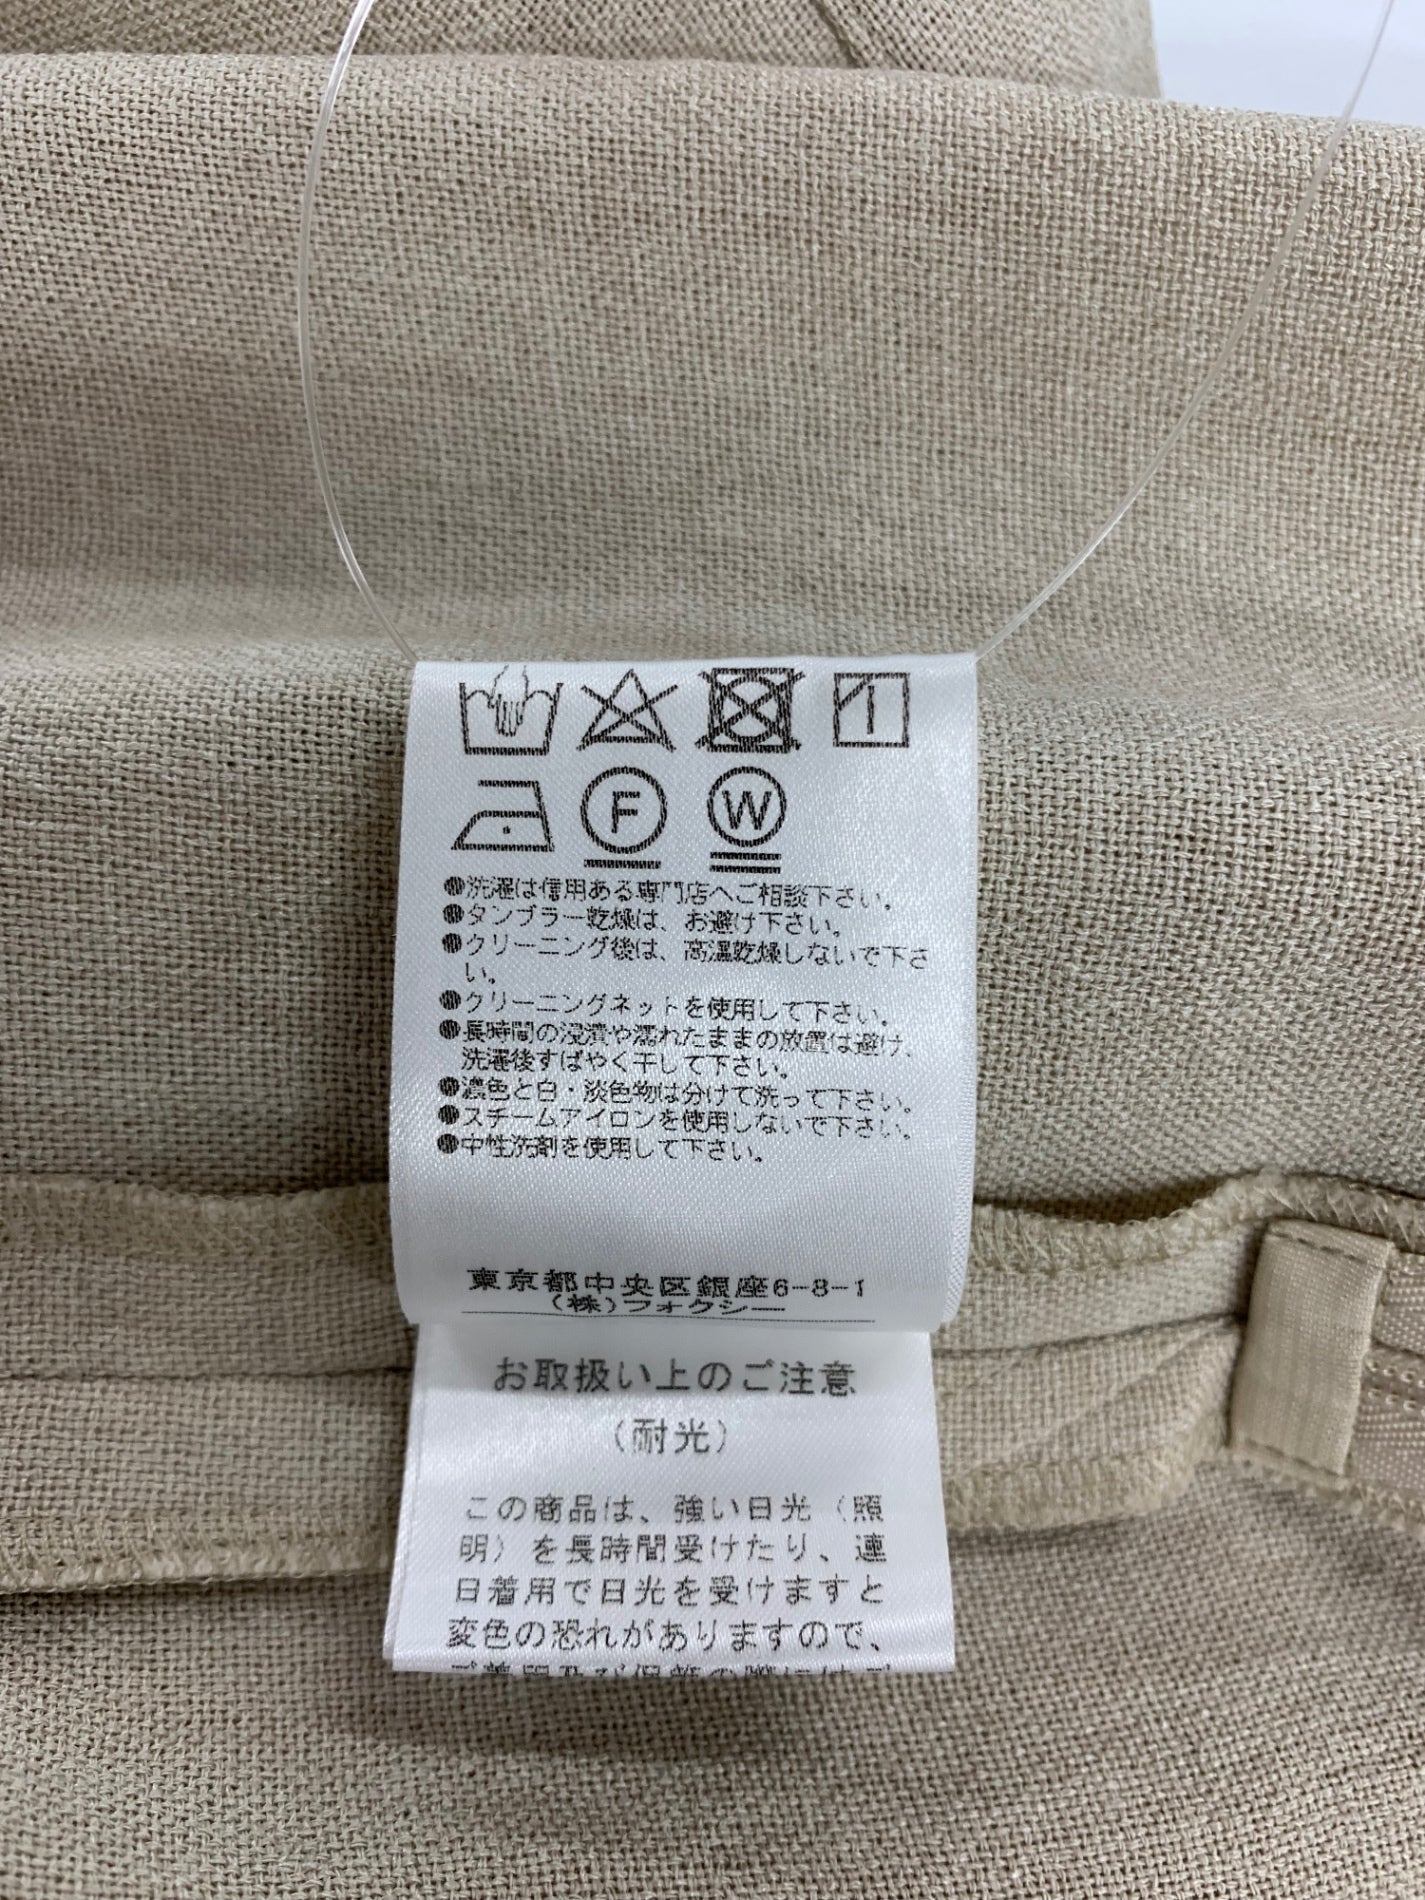 F W
●洗濯は信用ある専門店へご相談下さい。
●タンブラー乾燥は、お避け下さい。
●クリーニング後は、高温乾燥しないで下さ
い。
●クリーニングネットを使用して下さい。
●長時間の浸漬や濡れたままの放置は避け、
洗濯後すばやく干して下さい。
●濃色と白・淡色物は分けて洗って下さい。
●スチームアイロンを使用しないで下さい。
●中性洗剤を使用して下さい。
東京都中央区銀座6-8-1
(株)フォクシー
お取扱い上のご注意
(耐光)
この商品は、強い日光(照
明)を長時間受けたり、連
日着用で日光を受けますと
変色の恐れがありますので、